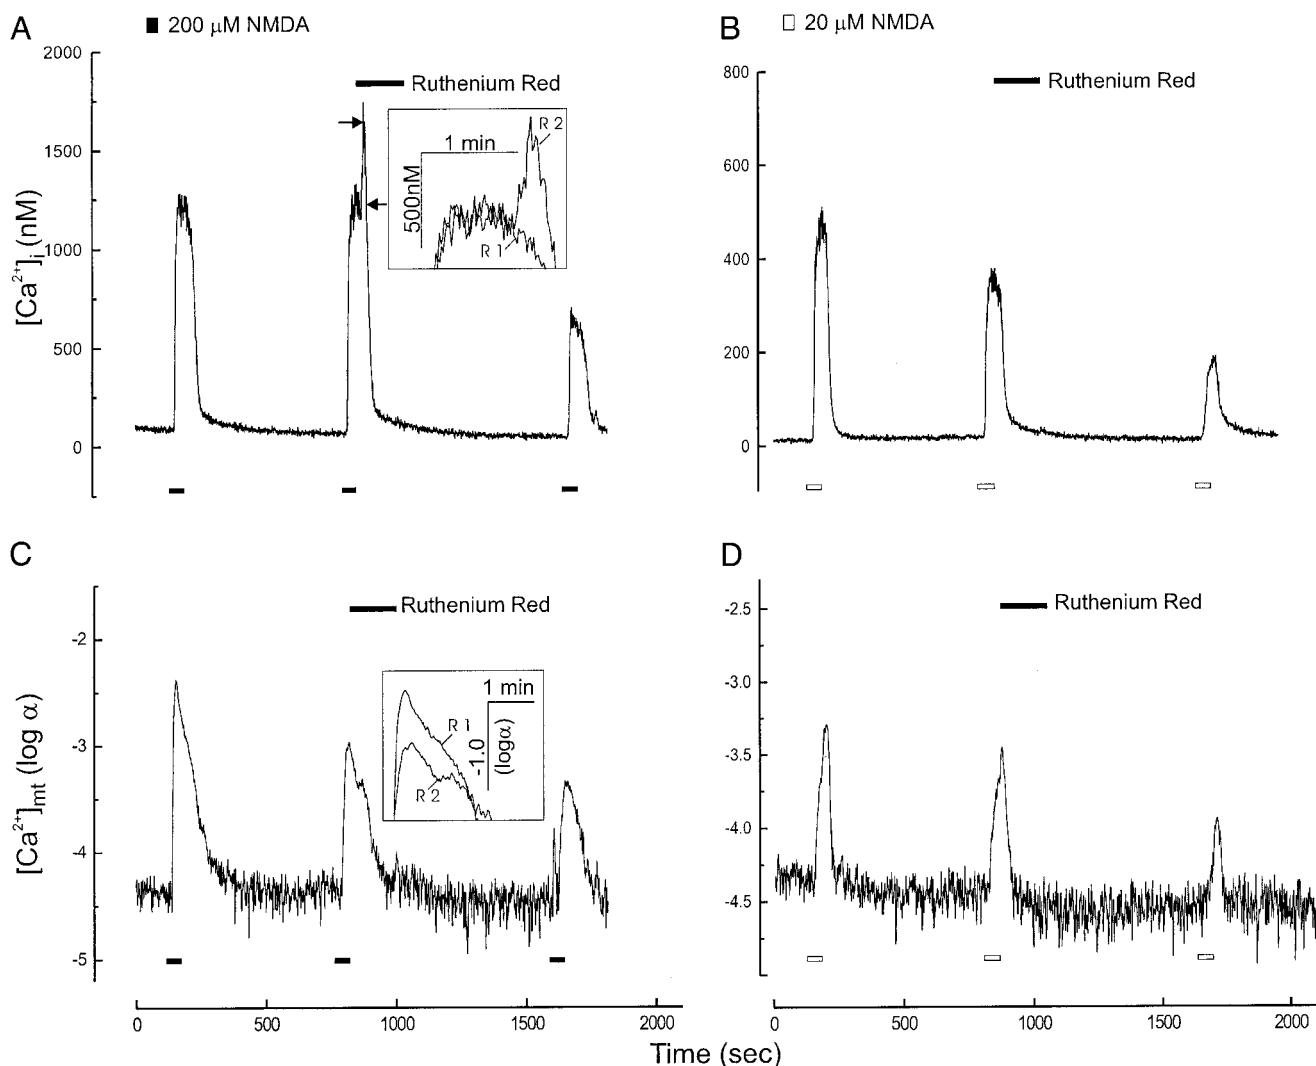 A
200 μM NMDA
2000
1500
1000
500
0
[Ca²⁺]i (nM)
Ruthenium Red
1 min
500nM
R 2
R 1
B
20 μM NMDA
800
600
400
200
0
Ruthenium Red
C
-2
-3
-4
-5
[Ca²⁺]mt (log α)
Ruthenium Red
1 min
-1.0
(logα)
R 1
R 2
0
500
1000
1500
2000
D
-2.5
-3.0
-3.5
-4.0
-4.5
Ruthenium Red
0
500
1000
1500
2000
Time (sec)